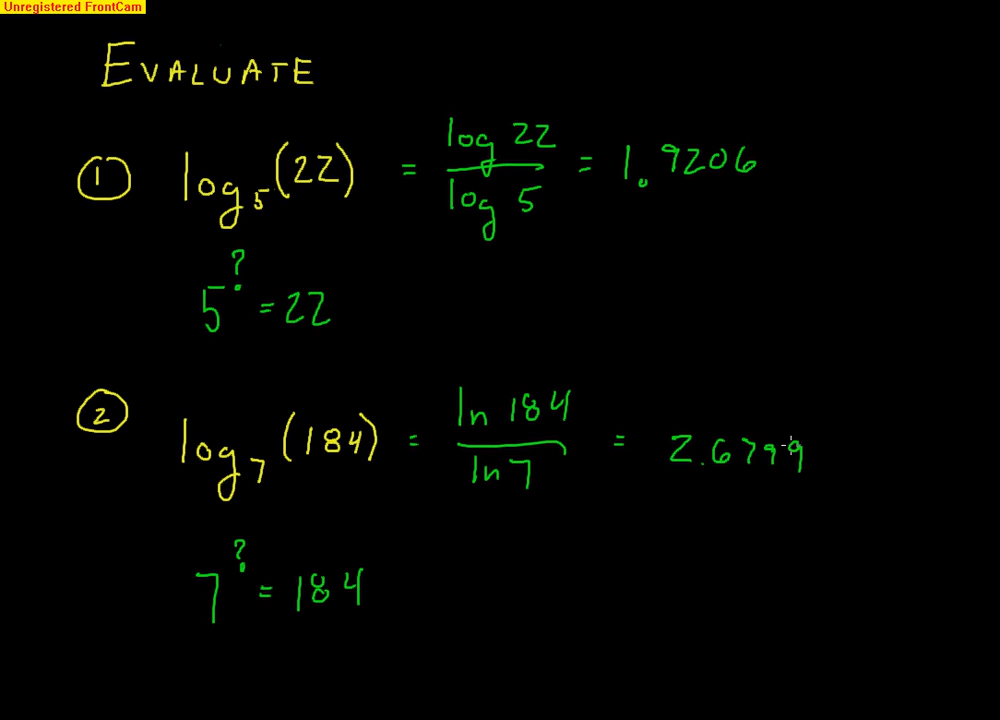 Unregistered FrontCam
EVALUATE
① log₅(22) = log 22 / log 5 = 1.9206
5^? = 22
② log₇(184) = ln 184 / ln 7 = 2.6799
7^? = 184